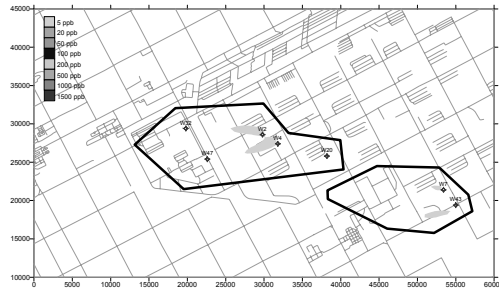 45000
40000
35000
30000
25000
20000
15000
10000
5 ppb
20 ppb
50 ppb
100 ppb
200 ppb
500 ppb
1000 ppb
1500 ppb
W32
W2
W4
W47
W20
W7
W43
0
5000
10000
15000
20000
25000
30000
35000
40000
45000
50000
55000
60000